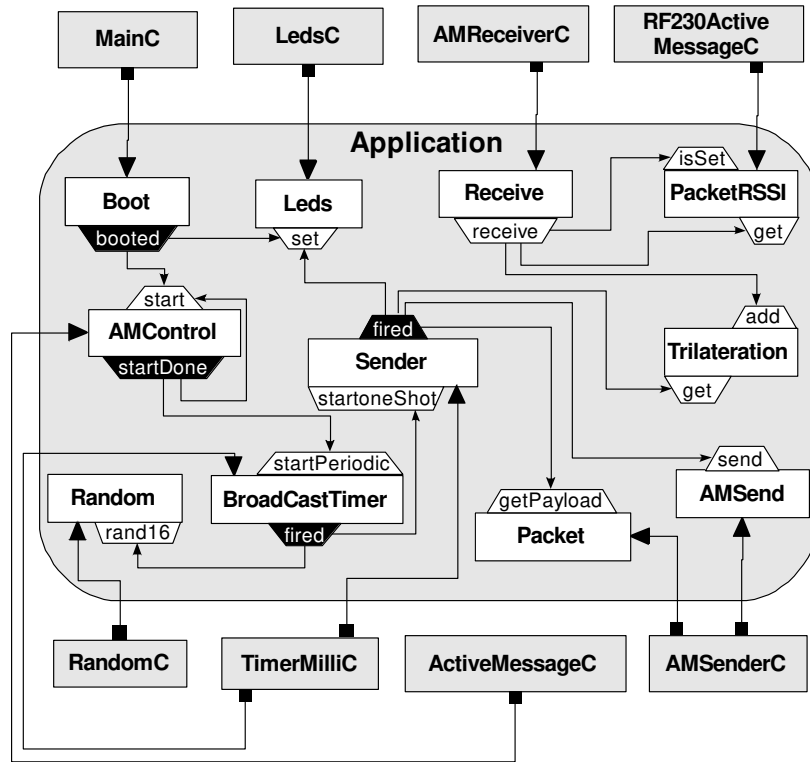 MainC
LedsC
AMReceiverC
RF230Active
MessageC
Application
Boot
booted
Leds
set
Receive
receive
isSet
PacketRSSI
get
start
AMControl
startDone
fired
Sender
startoneShot
add
Trilateration
get
startPeriodic
BroadCastTimer
fired
Random
rand16
getPayload
Packet
send
AMSend
RandomC
TimerMilliC
ActiveMessageC
AMSenderC